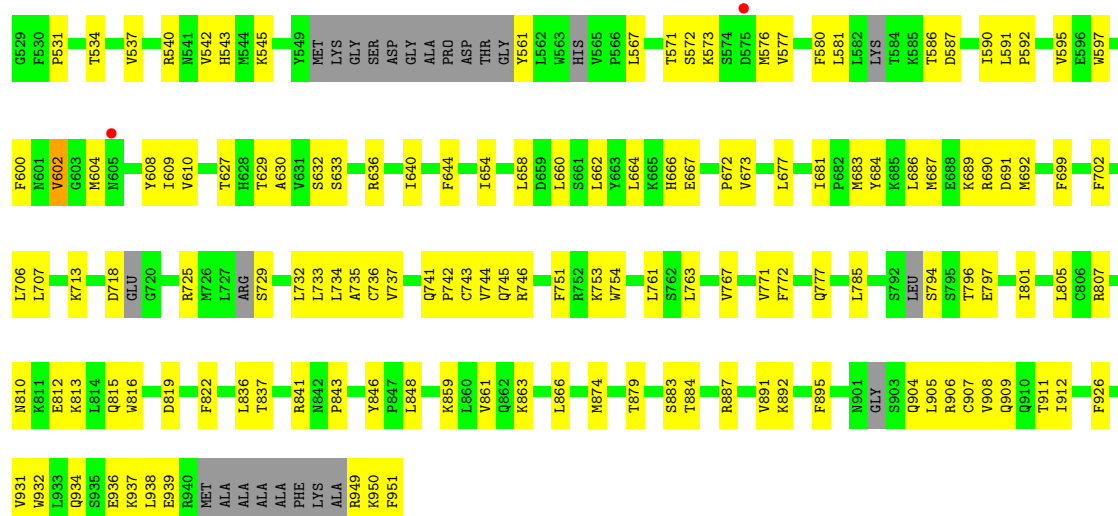 G529 F530 P531 T534 V537 R540 N541 V542 H543 M544 K545 Y549 MET LYS GLY SER ASP GLY ALA PRO ASP THR GLY Y561 L562 W563 HIS V565 P566 L567 T571 S572 K573 S574 D575 M576 V577 F580 L581 L582 LYS T584 K585 T586 D587 I590 L591 P592 V595 E596 W597
F600 N601 V602 G603 M604 N605 Y608 I609 V610 T627 H628 T629 A630 V631 S632 S633 R636 I640 F644 I654 L658 D659 L660 S661 L662 Y663 L664 K665 H666 E667 P672 V673 L677 I681 P682 M683 Y684 K685 L686 M687 E688 K689 R690 D691 M692 F699 F702
L706 L707 K713 D718 GLU G720 R725 M726 L727 ARG S729 L732 L733 L734 A735 C736 V737 Q741 P742 C743 V744 Q745 R746 F751 R752 K753 W754 L761 S762 L763 V767 V771 F772 Q777 L785 S792 LEU S794 S795 T796 E797 I801 L805 C806 R807
N810 K811 E812 K813 L814 Q815 W816 D819 F822 L836 T837 R841 N842 P843 Y846 P847 L848 K859 L860 V861 Q862 K863 L866 M874 T879 S883 T884 R887 V891 K892 F895 N901 GLY S903 Q904 L905 R906 C907 V908 Q909 Q910 T911 I912 F926
V931 W932 L933 Q934 S935 E936 K937 L938 E939 R940 MET ALA ALA ALA ALA PHE LYS ALA R949 K950 F951